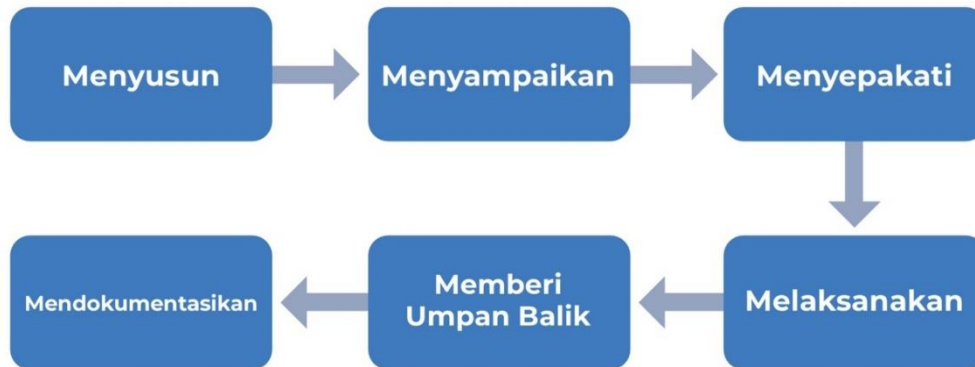 Menyusun
Menyampaikan
Menyepakati
Melaksanakan
Memberi
Umpan Balik
Mendokumentasikan